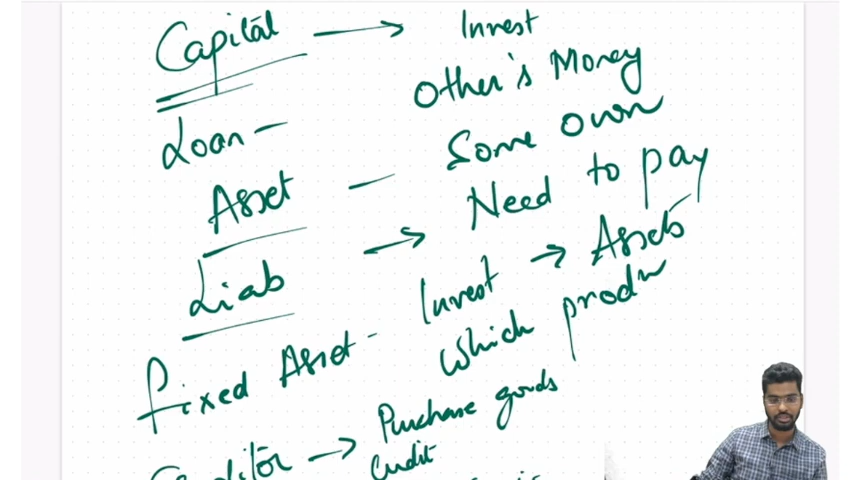 Capital → Invest
Loan - Other's Money
Asset - Some own
Liab → Need to pay
Fixed Asset - Invest → Assets
which produ
→ Purchase goods
Credit